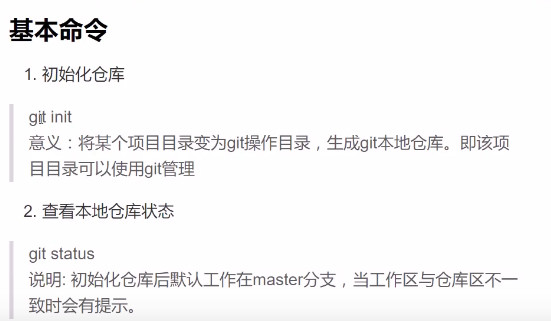 基本命令
1. 初始化仓库
git init
意义：将某个项目目录变为git操作目录，生成git本地仓库。即该项
目目录可以使用git管理
2. 查看本地仓库状态
git status
说明: 初始化仓库后默认工作在master分支，当工作区与仓库区不一
致时会有提示。